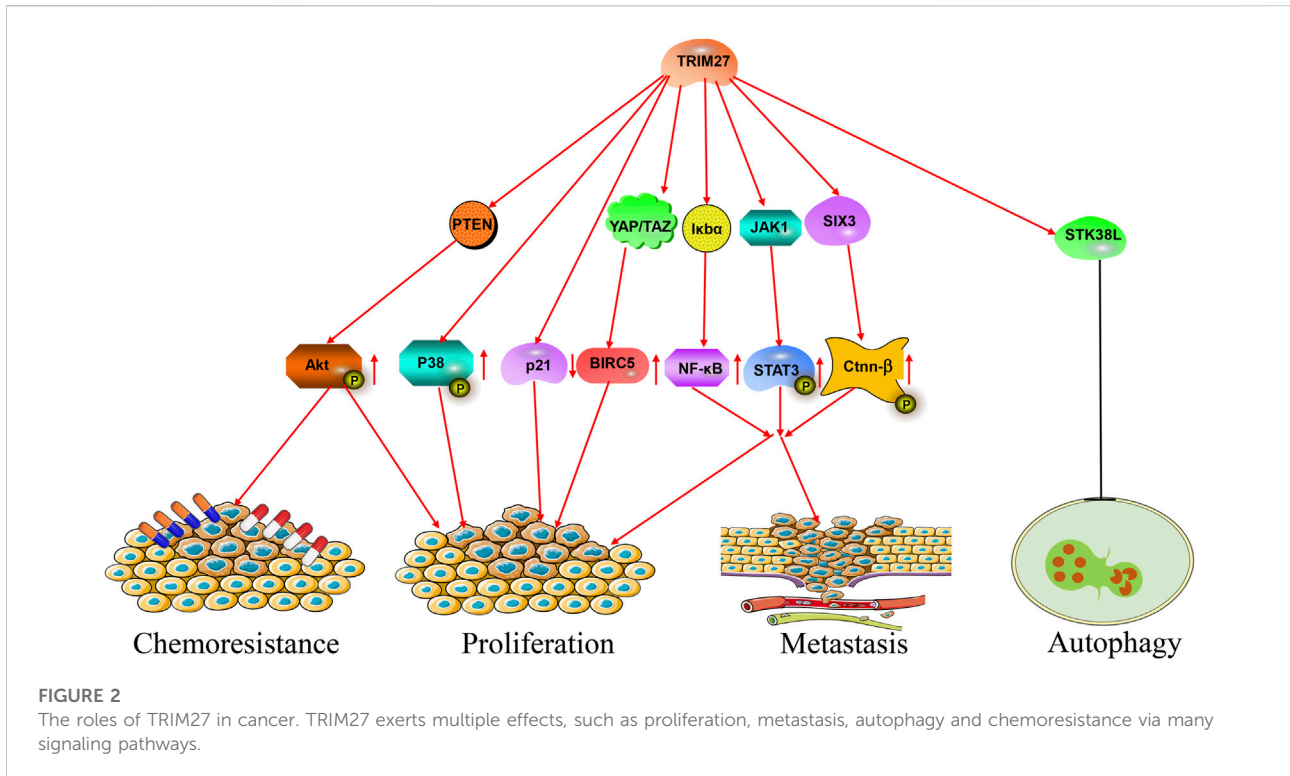 TRIM27
PTEN
YAP/TAZ
Iκbα
JAK1
SIX3
STK38L
Akt
P
P38
P
p21
BIRC5
NF-κB
STAT3
P
Ctnn-β
P
Chemoresistance
Proliferation
Metastasis
Autophagy
FIGURE 2
The roles of TRIM27 in cancer. TRIM27 exerts multiple effects, such as proliferation, metastasis, autophagy and chemoresistance via many
signaling pathways.